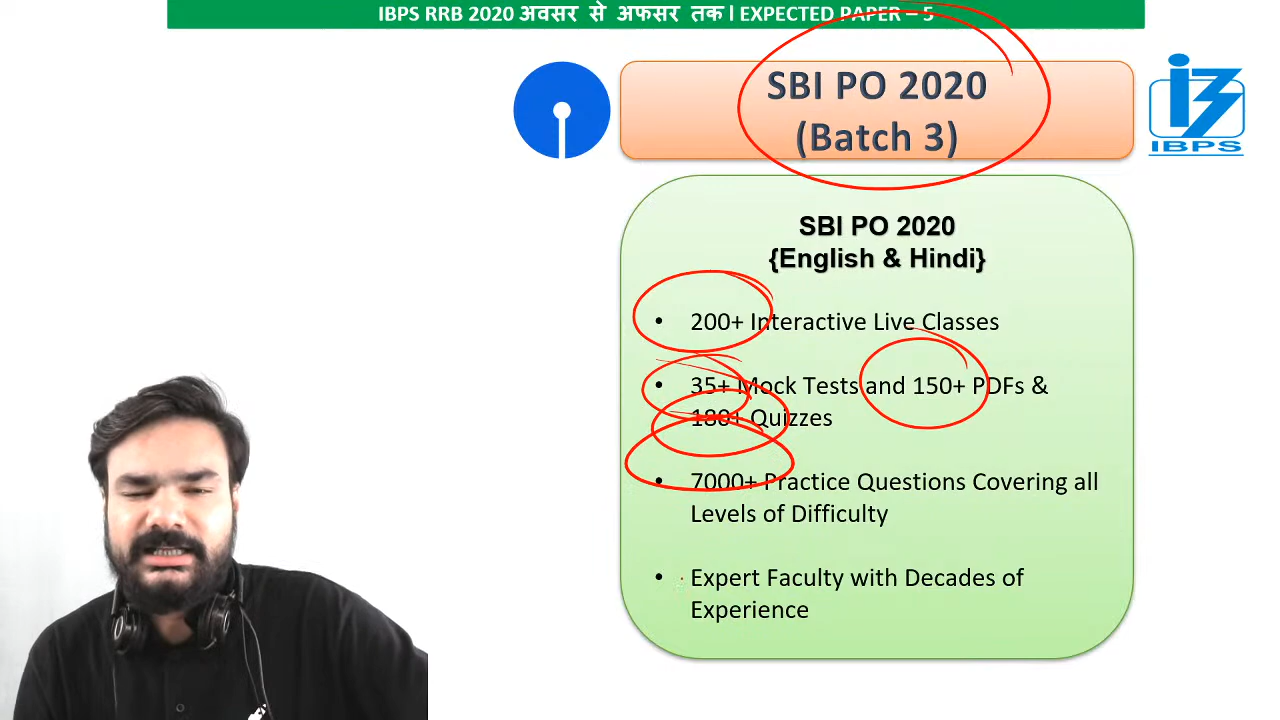 IBPS RRB 2020 अवसर से अफसर तक। EXPECTED PAPER – 5
SBI PO 2020
(Batch 3)
IBPS
SBI PO 2020
{English & Hindi}
• 200+ Interactive Live Classes
• 35+ Mock Tests and 150+ PDFs &
180+ Quizzes
• 7000+ Practice Questions Covering all
Levels of Difficulty
• Expert Faculty with Decades of
Experience